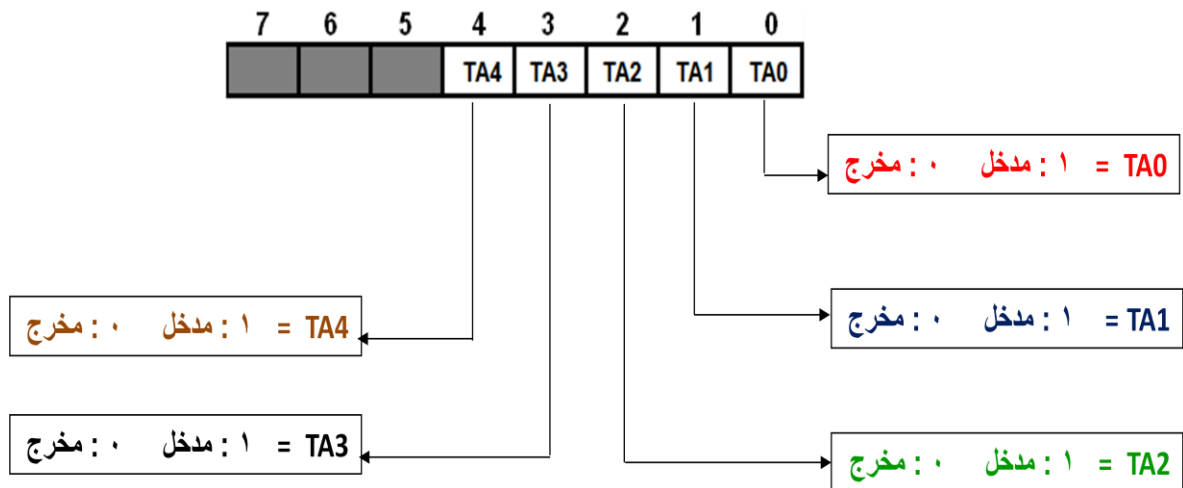 7 6 5 4 3 2 1 0
TA4 TA3 TA2 TA1 TA0
TA0 = ١ : مدخل ٠ : مخرج
TA4 = ١ : مدخل ٠ : مخرج
TA1 = ١ : مدخل ٠ : مخرج
TA3 = ١ : مدخل ٠ : مخرج
TA2 = ١ : مدخل ٠ : مخرج